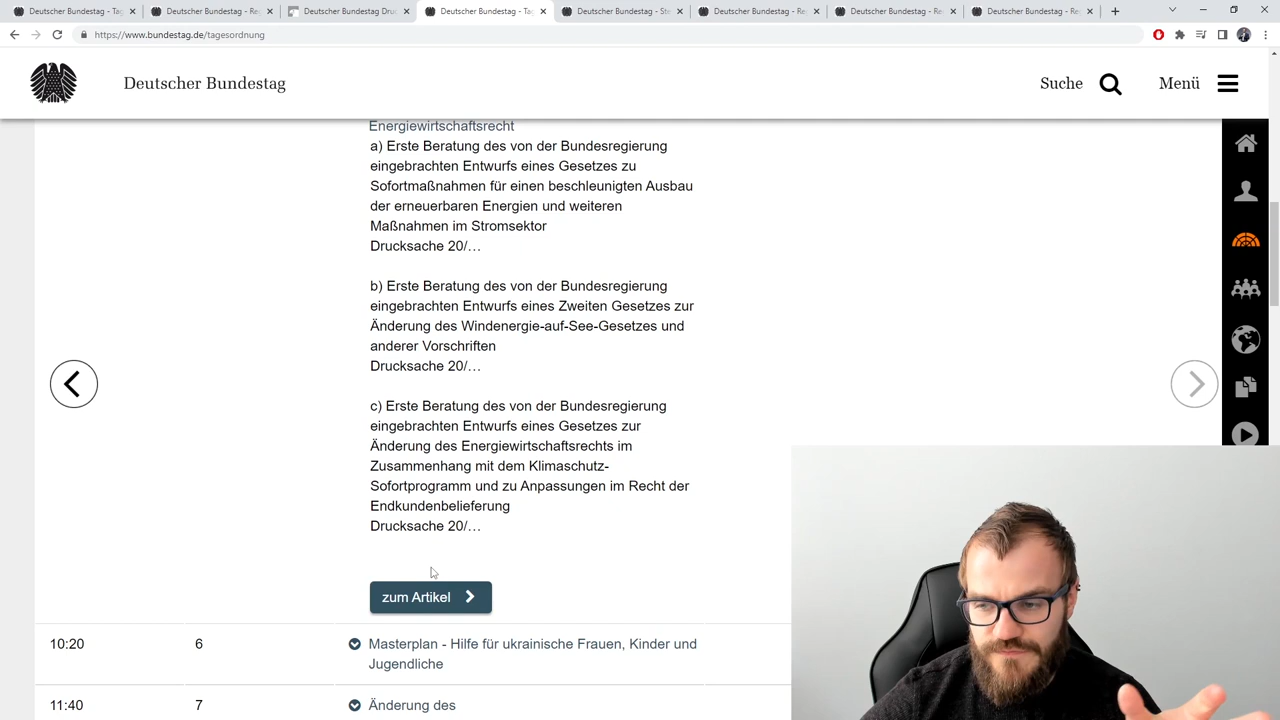 Deutscher Bundestag - Tag
Deutscher Bundestag - Reg
Deutscher Bundestag Druc
Deutscher Bundestag - Tag
Deutscher Bundestag - Ste
Deutscher Bundestag - Re
Deutscher Bundestag - Re
Deutscher Bundestag - Re
https://www.bundestag.de/tagesordnung
Deutscher Bundestag
Suche
Menü
Energiewirtschaftsrecht
a) Erste Beratung des von der Bundesregierung
eingebrachten Entwurfs eines Gesetzes zu
Sofortmaßnahmen für einen beschleunigten Ausbau
der erneuerbaren Energien und weiteren
Maßnahmen im Stromsektor
Drucksache 20/…
b) Erste Beratung des von der Bundesregierung
eingebrachten Entwurfs eines Zweiten Gesetzes zur
Änderung des Windenergie-auf-See-Gesetzes und
anderer Vorschriften
Drucksache 20/…
c) Erste Beratung des von der Bundesregierung
eingebrachten Entwurfs eines Gesetzes zur
Änderung des Energiewirtschaftsrechts im
Zusammenhang mit dem Klimaschutz-
Sofortprogramm und zu Anpassungen im Recht der
Endkundenbelieferung
Drucksache 20/…
zum Artikel
10:20 6 Masterplan - Hilfe für ukrainische Frauen, Kinder und
Jugendliche
11:40 7 Änderung des